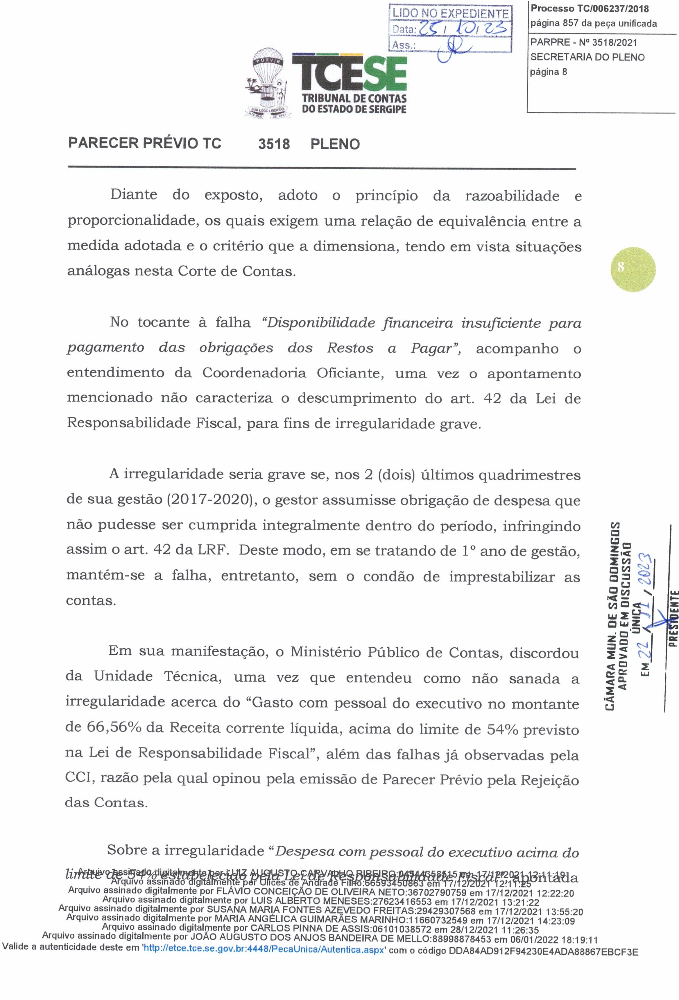 LIDO NO EXPEDIENTE
Data: 25 / 10 / 23
Ass.:
Processo TC/006237/2018
página 857 da peça unificada
PARPRE - Nº 3518/2021
SECRETARIA DO PLENO
página 8
PORVIR
SUB LEGE LIBERTAS
TCESE
TRIBUNAL DE CONTAS
DO ESTADO DE SERGIPE
PARECER PRÉVIO TC 3518 PLENO
Diante do exposto, adoto o princípio da razoabilidade e
proporcionalidade, os quais exigem uma relação de equivalência entre a
medida adotada e o critério que a dimensiona, tendo em vista situações
análogas nesta Corte de Contas.
8
No tocante à falha “Disponibilidade financeira insuficiente para
pagamento das obrigações dos Restos a Pagar”, acompanho o
entendimento da Coordenadoria Oficiante, uma vez o apontamento
mencionado não caracteriza o descumprimento do art. 42 da Lei de
Responsabilidade Fiscal, para fins de irregularidade grave.
A irregularidade seria grave se, nos 2 (dois) últimos quadrimestres
de sua gestão (2017-2020), o gestor assumisse obrigação de despesa que
não pudesse ser cumprida integralmente dentro do período, infringindo
assim o art. 42 da LRF. Deste modo, em se tratando de 1º ano de gestão,
mantém-se a falha, entretanto, sem o condão de imprestabilizar as
contas.
CÂMARA MUN. DE SÃO DOMINGOS
APROVADO EM DISCUSSÃO
ÚNICA
EM 22 / 11 / 2023
PRESIDENTE
Em sua manifestação, o Ministério Público de Contas, discordou
da Unidade Técnica, uma vez que entendeu como não sanada a
irregularidade acerca do “Gasto com pessoal do executivo no montante
de 66,56% da Receita corrente líquida, acima do limite de 54% previsto
na Lei de Responsabilidade Fiscal”, além das falhas já observadas pela
CCI, razão pela qual opinou pela emissão de Parecer Prévio pela Rejeição
das Contas.
Sobre a irregularidade “Despesa com pessoal do executivo acima do
limite de 54% estabelecido pela Lei de Responsabilidade Fiscal”, apontada
Arquivo assinado digitalmente por LUIZ AUGUSTO CARVALHO RIBEIRO: em 17/12/2021 12:11:19
Arquivo assinado digitalmente por Ulices de Andrade Filho:66593450863 em 17/12/2021 12:11:25
Arquivo assinado digitalmente por FLÁVIO CONCEIÇÃO DE OLIVEIRA NETO:36702790759 em 17/12/2021 12:22:20
Arquivo assinado digitalmente por LUIS ALBERTO MENESES:27623416553 em 17/12/2021 13:21:22
Arquivo assinado digitalmente por SUSANA MARIA FONTES AZEVEDO FREITAS:29429307568 em 17/12/2021 13:55:20
Arquivo assinado digitalmente por MARIA ANGÉLICA GUIMARÃES MARINHO:11660732549 em 17/12/2021 14:23:09
Arquivo assinado digitalmente por CARLOS PINNA DE ASSIS:06101038572 em 28/12/2021 11:26:35
Arquivo assinado digitalmente por JOÃO AUGUSTO DOS ANJOS BANDEIRA DE MELLO:88998878453 em 06/01/2022 18:19:11
Valide a autenticidade deste em 'http://etce.tce.se.gov.br:4448/PecaUnica/Autentica.aspx' com o código DDA84AD912F94230E4ADA88867EBCF3E